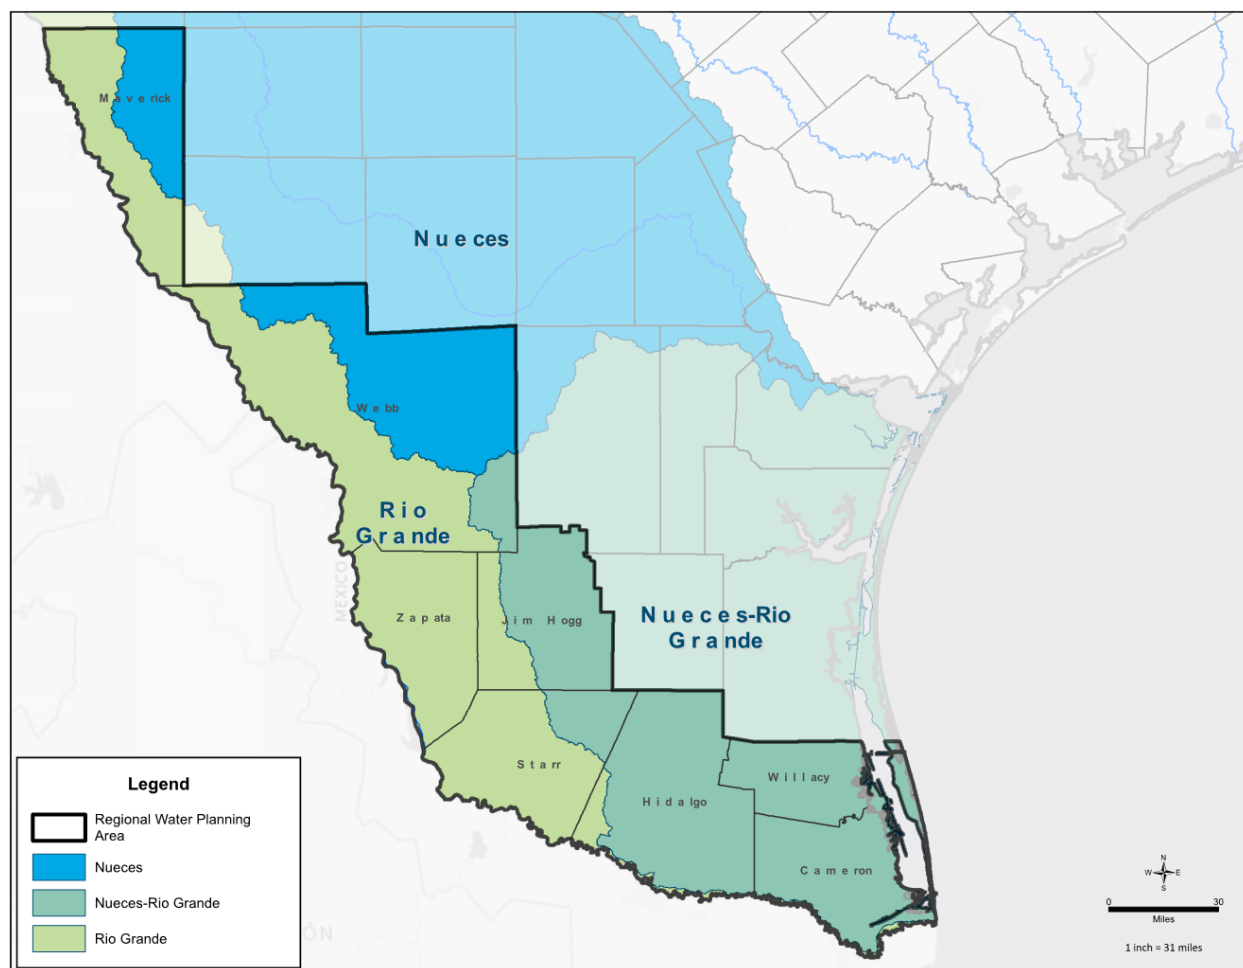 Maverick
Nueces
Webb
Rio
Grande
MEXICO
Zapata
Jim Hogg
Nueces-Rio
Grande
Starr
Willacy
Hidalgo
Cameron
Legend
Regional Water Planning
Area
Nueces
Nueces-Rio Grande
Rio Grande
N
W E
S
0 30
Miles
1 inch = 31 miles